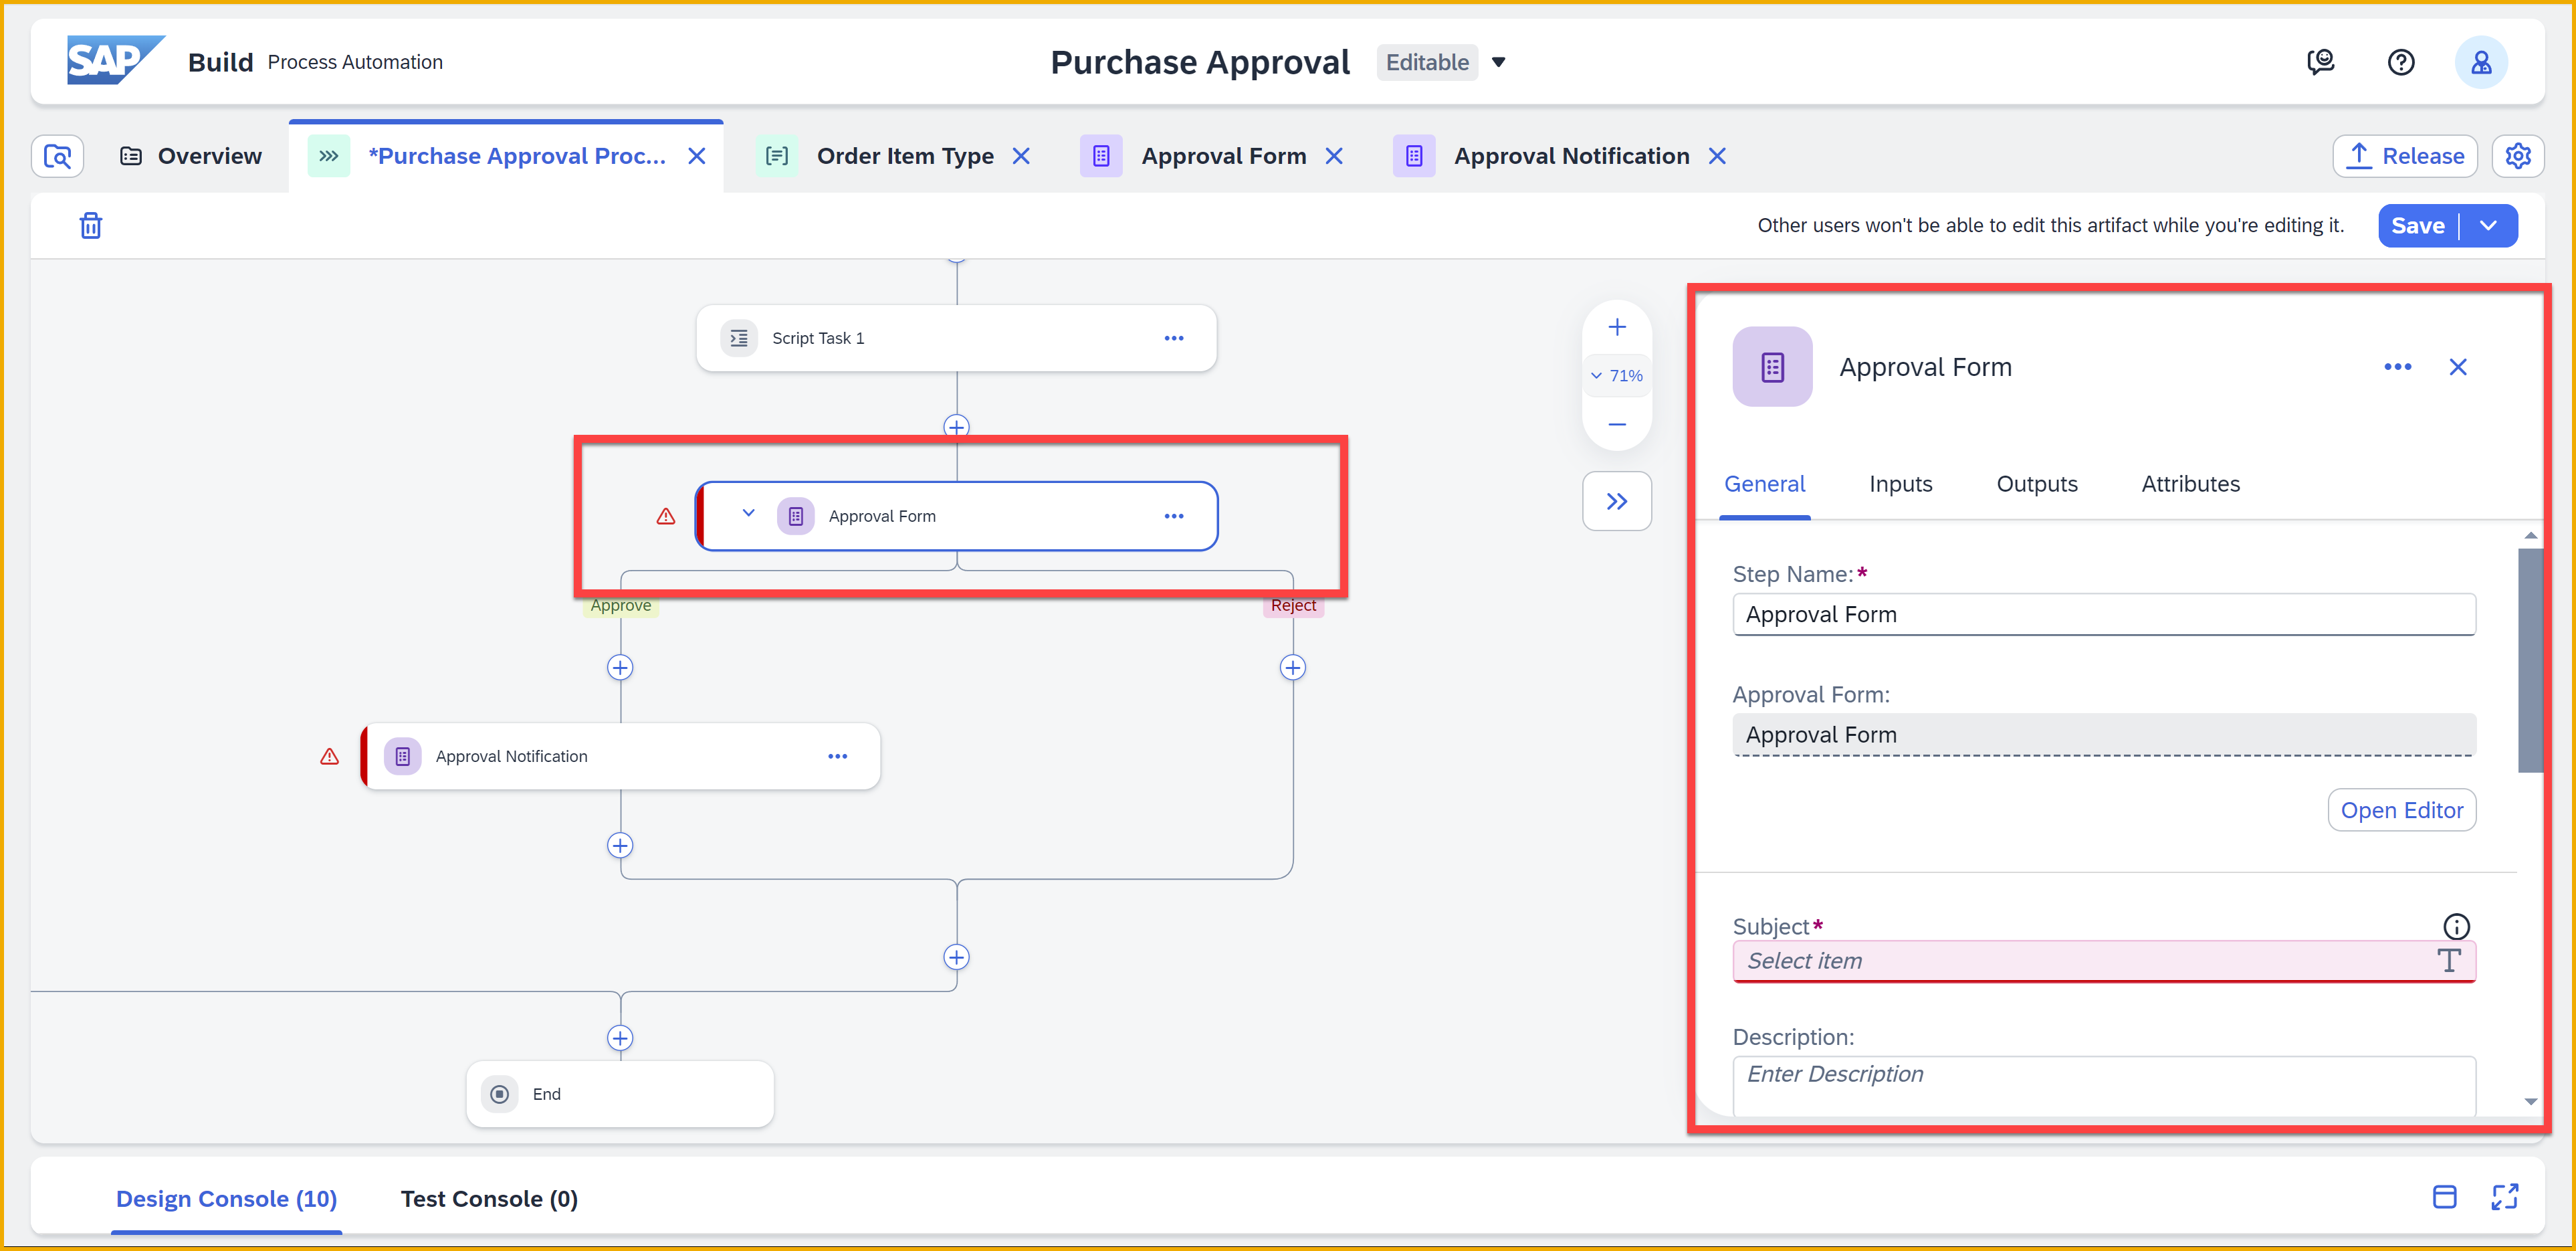 SAP Build Process Automation
Purchase Approval Editable
Overview
*Purchase Approval Proc...
Order Item Type
Approval Form
Approval Notification
Release
Other users won't be able to edit this artifact while you're editing it.
Save
Script Task 1
71%
Approval Form
Approve
Reject
Approval Notification
End
Approval Form
General Inputs Outputs Attributes
Step Name:*
Approval Form
Approval Form:
Approval Form
Open Editor
Subject*
Select item
Description:
Enter Description
Design Console (10) Test Console (0)